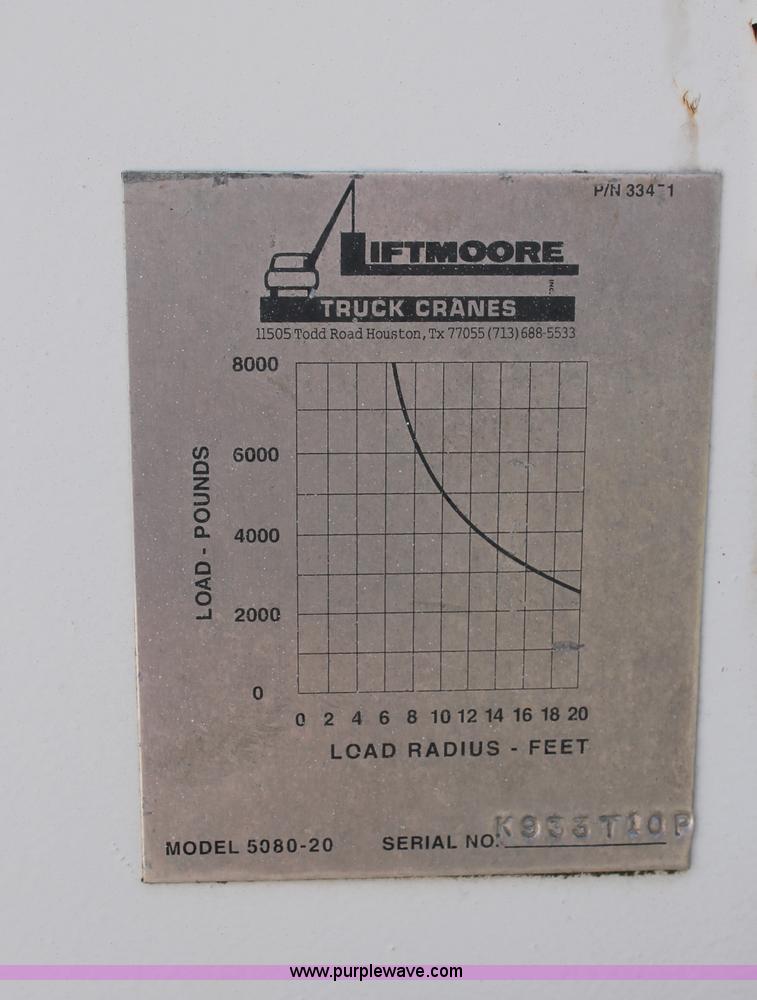 P/N 33471
LIFTMOORE
INC.
TRUCK CRANES
11505 Todd Road Houston, Tx 77055 (713) 688-5533
8000
6000
4000
2000
0
LOAD - POUNDS
0 2 4 6 8 10 12 14 16 18 20
LOAD RADIUS - FEET
MODEL 5080-20 SERIAL NO. K933T10P
www.purplewave.com